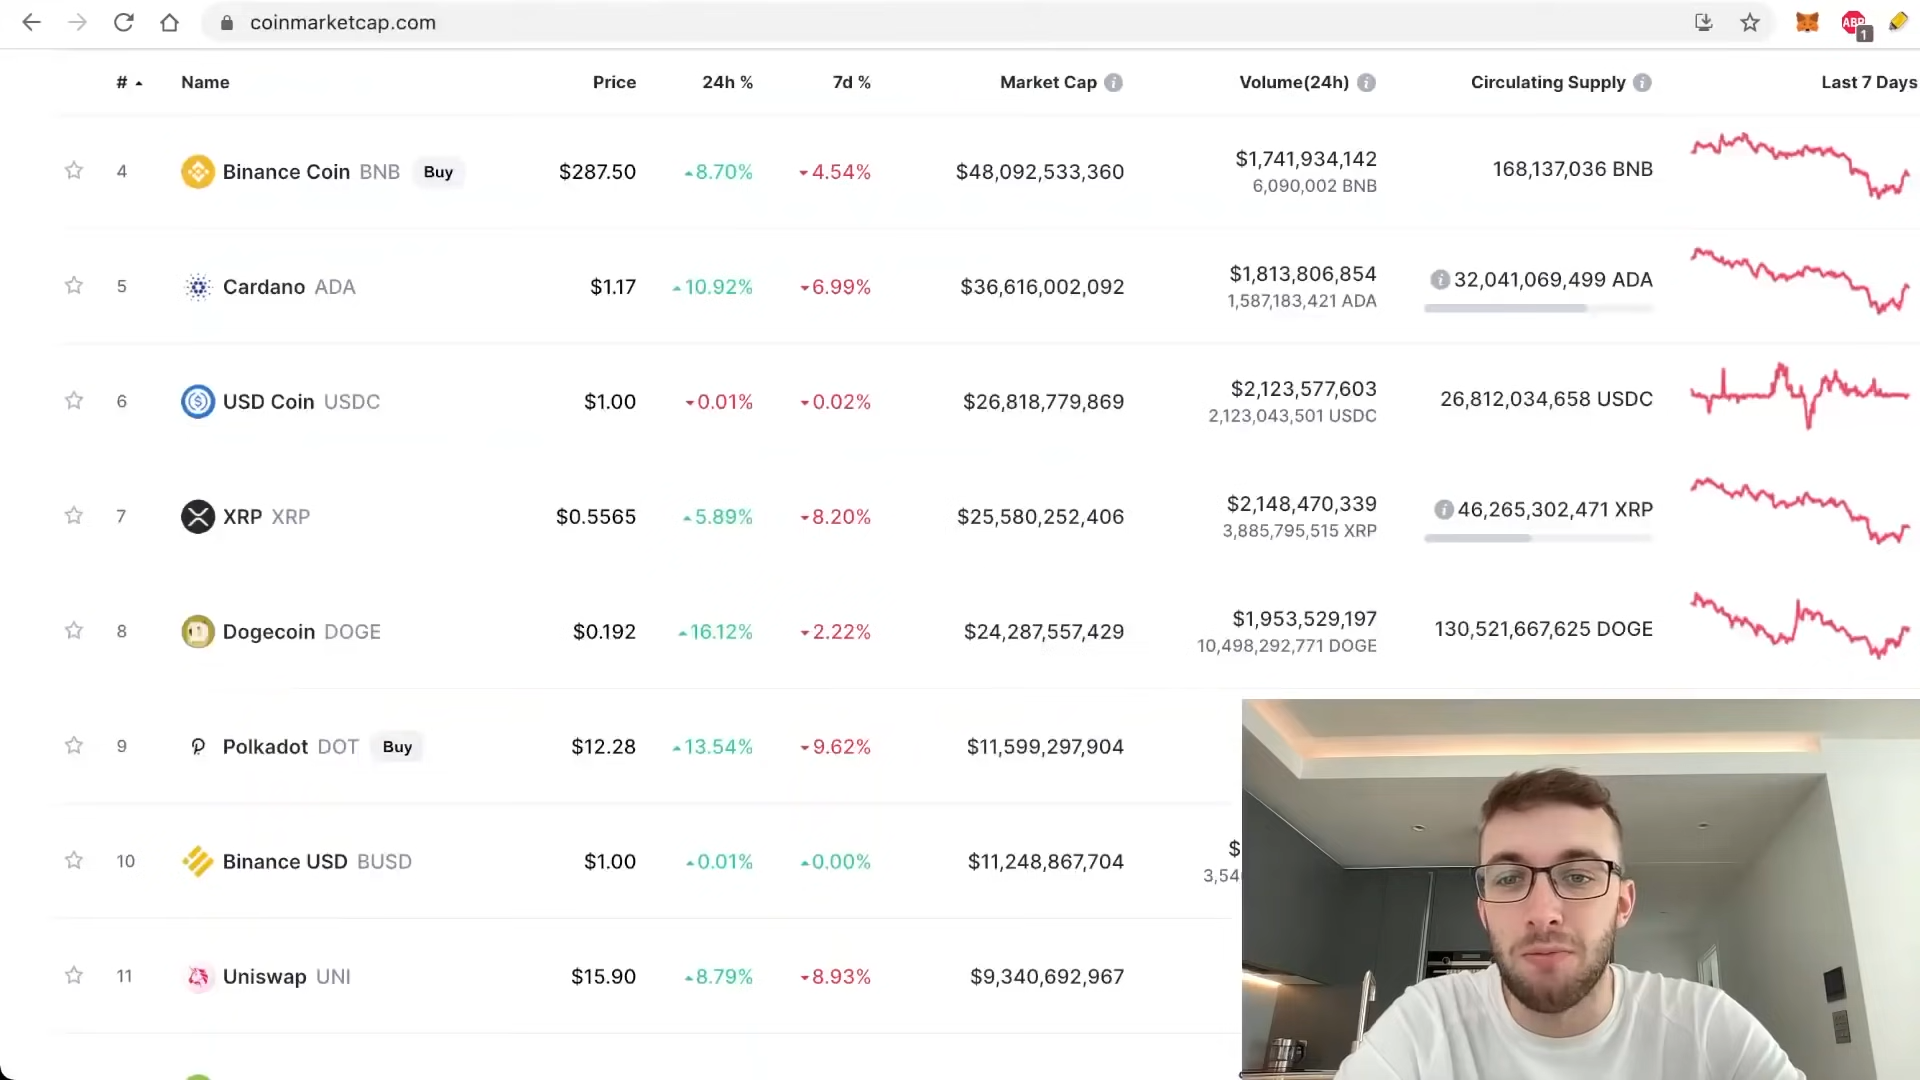 coinmarketcap.com
ABP
1
# Name Price 24h % 7d % Market Cap Volume(24h) Circulating Supply Last 7 Days
4 Binance Coin BNB Buy $287.50 8.70% 4.54% $48,092,533,360 $1,741,934,142 168,137,036 BNB
6,090,002 BNB
5 Cardano ADA $1.17 10.92% 6.99% $36,616,002,092 $1,813,806,854 32,041,069,499 ADA
1,587,183,421 ADA
6 USD Coin USDC $1.00 0.01% 0.02% $26,818,779,869 $2,123,577,603 26,812,034,658 USDC
2,123,043,501 USDC
7 XRP XRP $0.5565 5.89% 8.20% $25,580,252,406 $2,148,470,339 46,265,302,471 XRP
3,885,795,515 XRP
8 Dogecoin DOGE $0.192 16.12% 2.22% $24,287,557,429 $1,953,529,197 130,521,667,625 DOGE
10,498,292,771 DOGE
9 Polkadot DOT Buy $12.28 13.54% 9.62% $11,599,297,904
10 Binance USD BUSD $1.00 0.01% 0.00% $11,248,867,704 $
3,54
11 Uniswap UNI $15.90 8.79% 8.93% $9,340,692,967